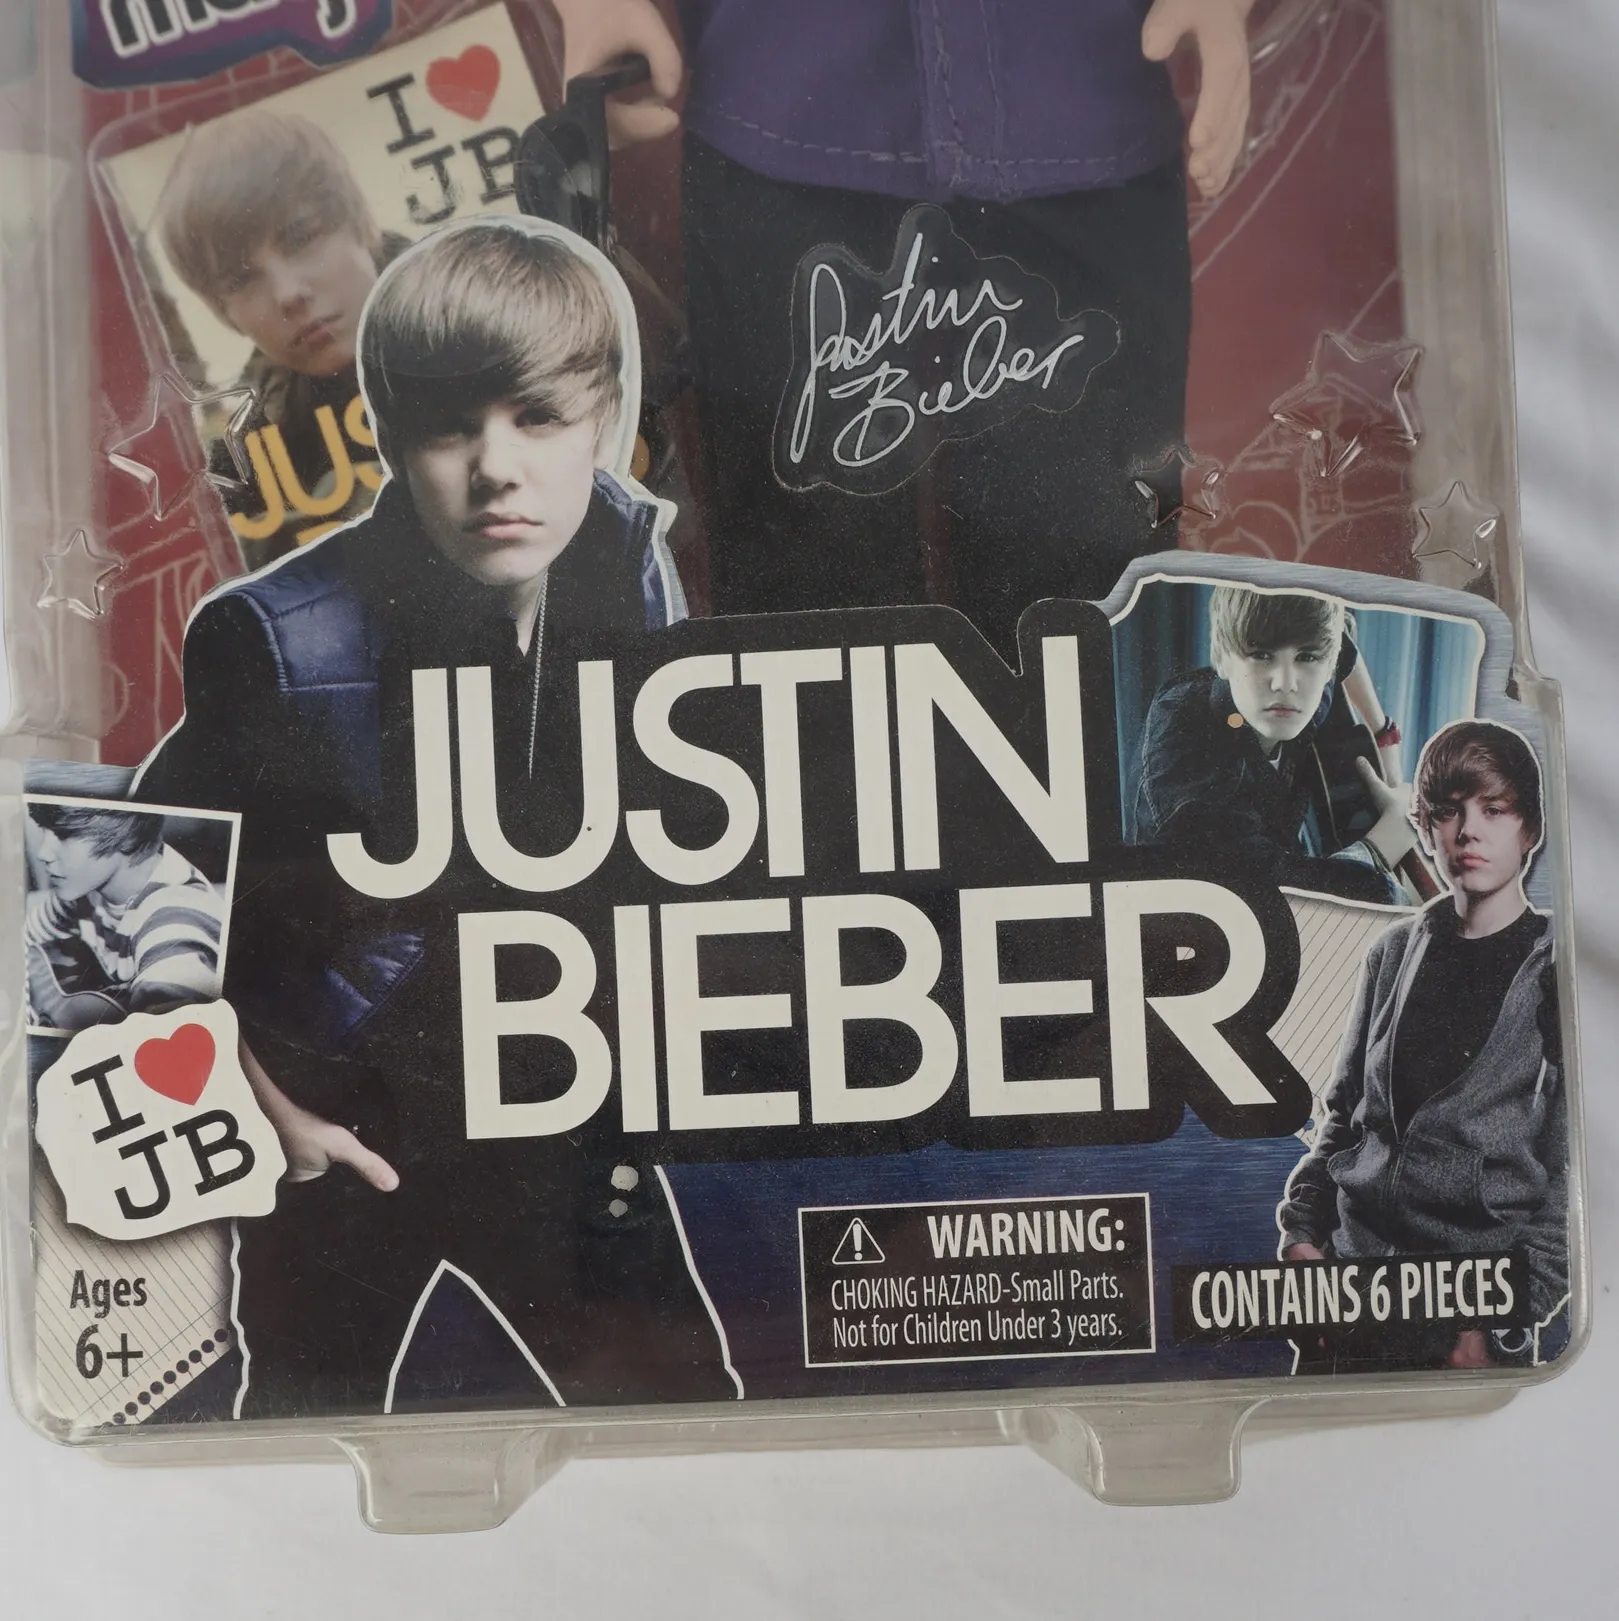 I ❤ 
JB
Justin
Bieber
JUSTIN
BIEBER
I ❤
JB
Ages
6+
WARNING:
CHOKING HAZARD-Small Parts.
Not for Children Under 3 years.
CONTAINS 6 PIECES